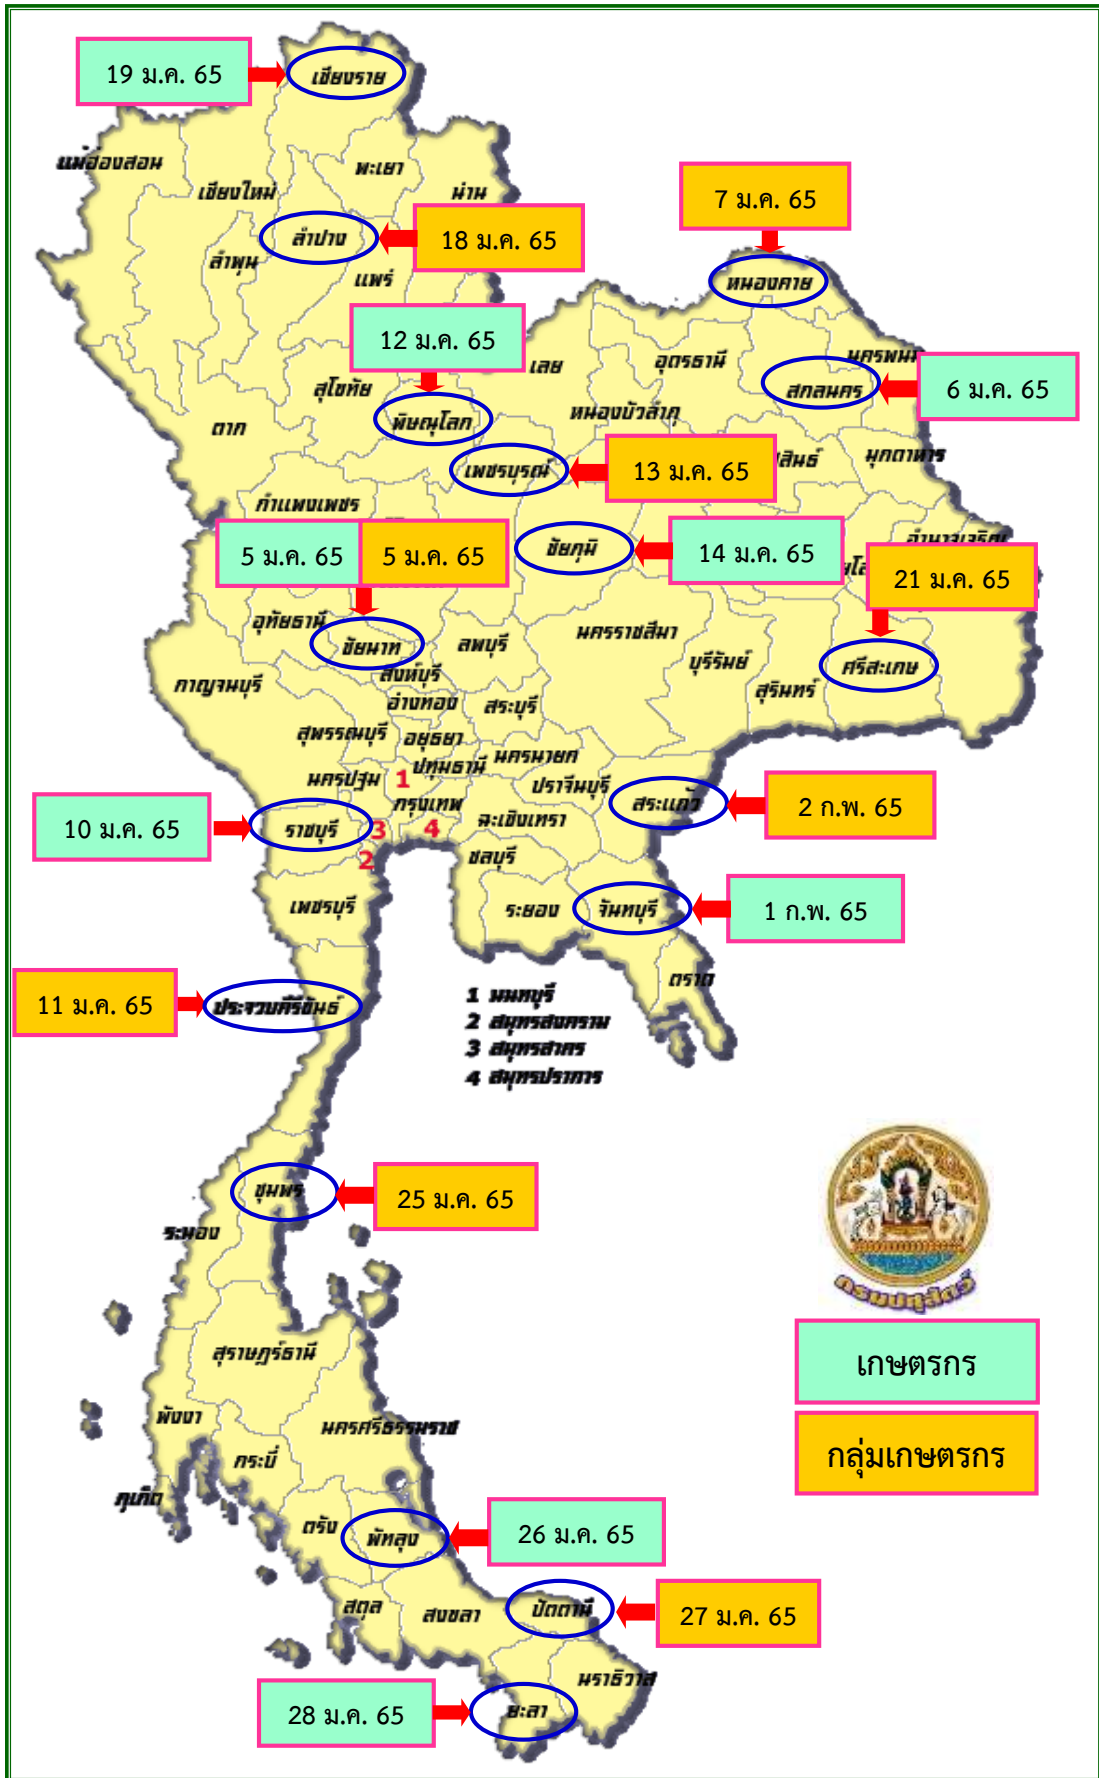 19 ม.ค. 65
เชียงราย
แม่ฮ่องสอน
พะเยา
เชียงใหม่
น่าน
7 ม.ค. 65
ลำปาง
18 ม.ค. 65
ลำพูน
แพร่
หนองคาย
12 ม.ค. 65
เลย
อุดรธานี
นครพนม
สุโขทัย
สกลนคร
6 ม.ค. 65
ตาก
พิษณุโลก
หนองบัวลำภู
เพชรบูรณ์
13 ม.ค. 65
สินธ์
มุกดาหาร
กำแพงเพชร
5 ม.ค. 65
5 ม.ค. 65
ชัยภูมิ
14 ม.ค. 65
อำนาจเจริญ
21 ม.ค. 65
อุทัยธานี
ชัยนาท
ลพบุรี
นครราชสีมา
บุรีรัมย์
สุรินทร์
ศรีสะเกษ
สิงห์บุรี
กาญจนบุรี
อ่างทอง
สระบุรี
สุพรรณบุรี
อยุธยา
นครนายก
นครปฐม
1
ปทุมธานี
ปราจีนบุรี
สระแก้ว
2 ก.พ. 65
กรุงเทพ
ฉะเชิงเทรา
10 ม.ค. 65
ราชบุรี
3
4
2
ชลบุรี
เพชรบุรี
ระยอง
จันทบุรี
1 ก.พ. 65
ตราด
11 ม.ค. 65
ประจวบคีรีขันธ์
1 นนทบุรี
2 สมุทรสงคราม
3 สมุทรสาคร
4 สมุทรปราการ
ชุมพร
25 ม.ค. 65
ระนอง
กรมปศุสัตว์
สุราษฎร์ธานี
เกษตรกร
พังงา
นครศรีธรรมราช
กลุ่มเกษตรกร
กระบี่
ภูเก็ต
ตรัง
พัทลุง
26 ม.ค. 65
สตูล
สงขลา
ปัตตานี
27 ม.ค. 65
นราธิวาส
28 ม.ค. 65
ยะลา